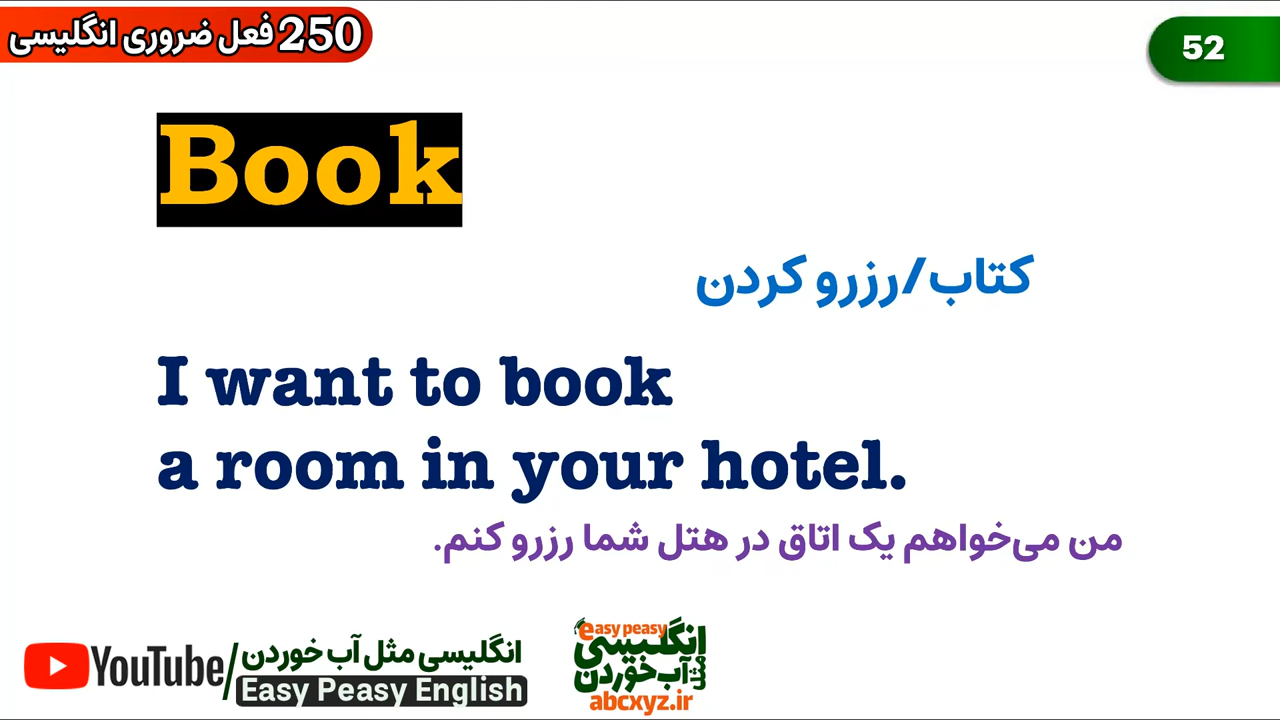 250 فعل ضروری انگلیسی
52
Book
کتاب/رزرو کردن
I want to book
a room in your hotel.
من می‌خواهم یک اتاق در هتل شما رزرو کنم.
YouTube/انگلیسی مثل آب خوردن
Easy Peasy English
easy peasy
انگلیسی
مثل آب خوردن
abcxyz.ir